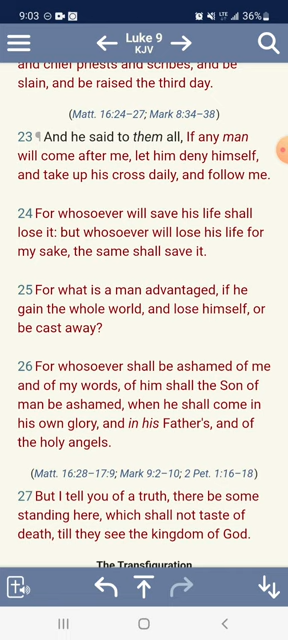 9:03 LTE 36%
Luke 9
KJV
and chief priests and scribes, and be
slain, and be raised the third day.
(Matt. 16:24–27; Mark 8:34–38)
23 ¶ And he said to them all, If any man
will come after me, let him deny himself,
and take up his cross daily, and follow me.
24 For whosoever will save his life shall
lose it: but whosoever will lose his life for
my sake, the same shall save it.
25 For what is a man advantaged, if he
gain the whole world, and lose himself, or
be cast away?
26 For whosoever shall be ashamed of me
and of my words, of him shall the Son of
man be ashamed, when he shall come in
his own glory, and in his Father's, and of
the holy angels.
(Matt. 16:28–17:9; Mark 9:2–10; 2 Pet. 1:16–18)
27 But I tell you of a truth, there be some
standing here, which shall not taste of
death, till they see the kingdom of God.
The Transfiguration